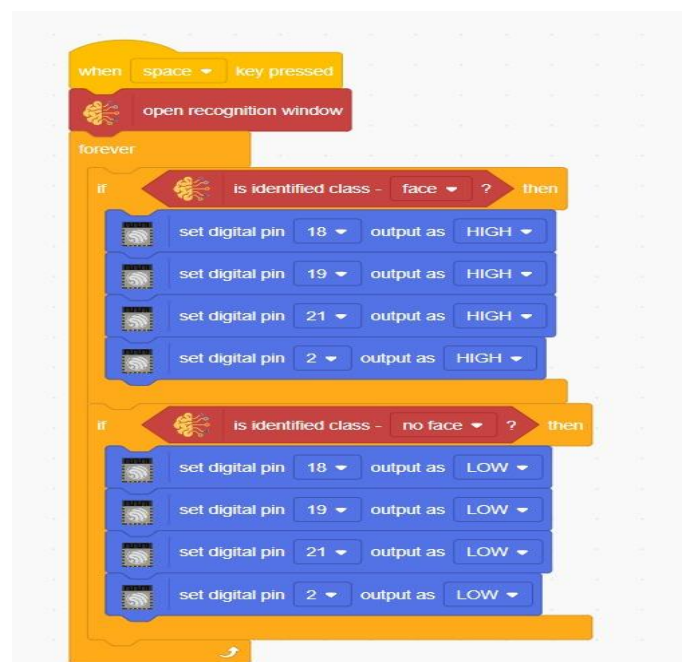 when space key pressed
open recognition window
forever
if is identified class - face ? then
set digital pin 18 output as HIGH
set digital pin 19 output as HIGH
set digital pin 21 output as HIGH
set digital pin 2 output as HIGH
if is identified class - no face ? then
set digital pin 18 output as LOW
set digital pin 19 output as LOW
set digital pin 21 output as LOW
set digital pin 2 output as LOW